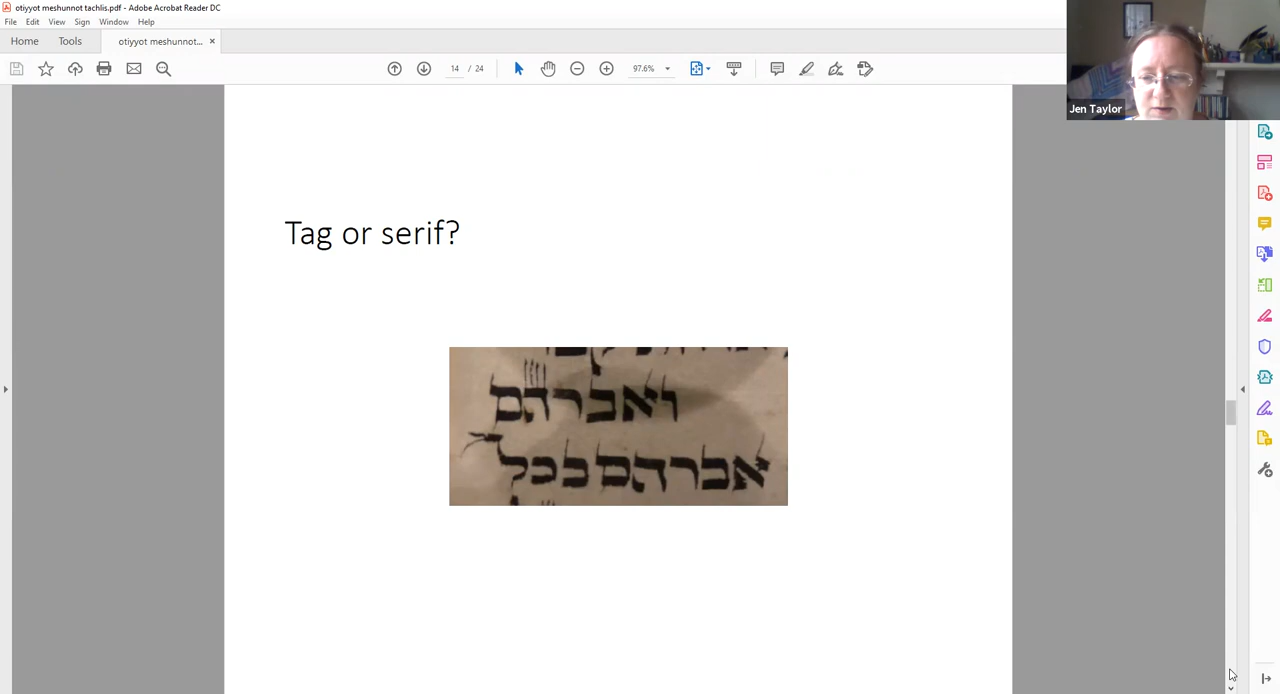 otiyyot meshunnot tachlis.pdf - Adobe Acrobat Reader DC
File Edit View Sign Window Help
Home Tools otiyyot meshunnot... ×
14 / 24 97.6%
Jen Taylor
Tag or serif?
ואברהם
אברהם בכל